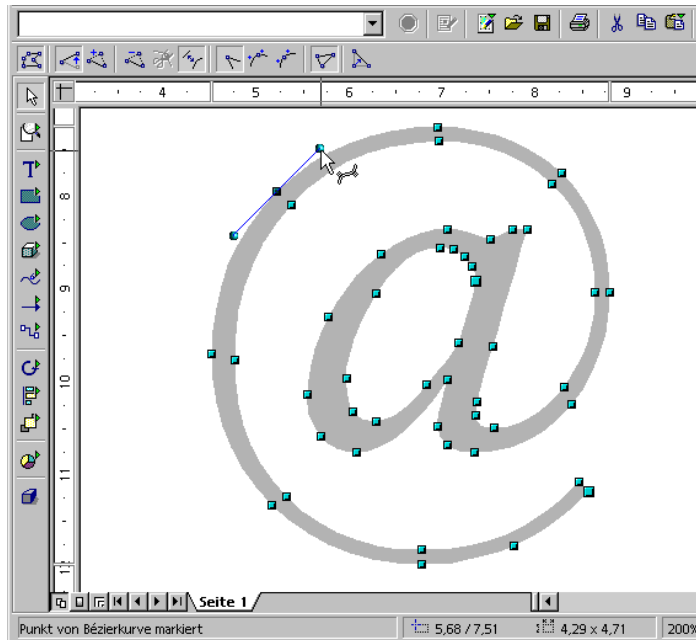 4 5 6 7 8 9
8
9
10
11
T
a
Seite 1
Punkt von Bézierkurve markiert 5,68 / 7,51 4,29 x 4,71 200%